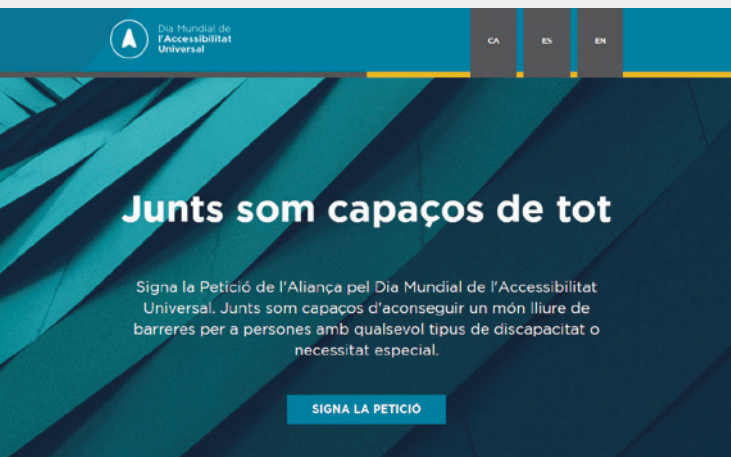 Dia Mundial de
l'Accessibilitat
Universal
CA ES EN
Junts som capaços de tot
Signa la Petició de l'Aliança pel Dia Mundial de l'Accessibilitat
Universal. Junts som capaços d'aconseguir un món lliure de
barreres per a persones amb qualsevol tipus de discapacitat o
necessitat especial.
SIGNA LA PETICIÓ